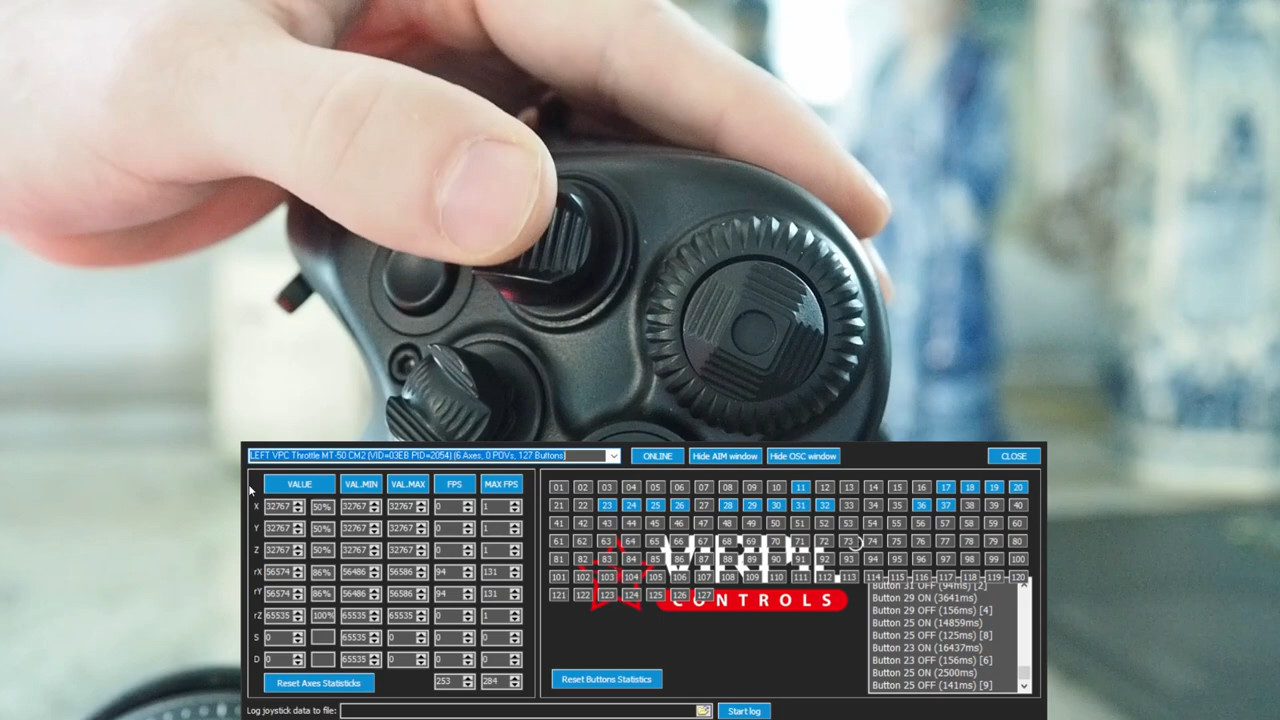 LEFT VPC Throttle MT-50 CM2 (VID=03EB PID=2054) (6 Axes, 0 POVs, 127 Buttons)
ONLINE
Hide AIM window
Hide OSC window
CLOSE
VALUE VAL.MIN VAL.MAX FPS MAX FPS
X 32767 50% 32767 32767 0 1
Y 32767 50% 32767 32767 0 1
Z 32767 50% 32767 32767 0 1
rX 56574 86% 56486 56586 94 131
rY 56574 86% 56486 56586 94 131
rZ 65535 100% 65535 65535 0 1
S 0 65535 0 0 0
D 0 65535 0 0 0
253 284
Reset Axes Statisticks
01 02 03 04 05 06 07 08 09 10 11 12 13 14 15 16 17 18 19 20
21 22 23 24 25 26 27 28 29 30 31 32 33 34 35 36 37 38 39 40
41 42 43 44 45 46 47 48 49 50 51 52 53 54 55 56 57 58 59 60
61 62 63 64 65 66 67 68 69 70 71 72 73 74 75 76 77 78 79 80
81 82 83 84 85 86 87 88 89 90 91 92 93 94 95 96 97 98 99 100
101 102 103 104 105 106 107 108 109 110 111 112 113 114 115 116 117 118 119 120
121 122 123 124 125 126 127
CONTROLS
Button 31 OFF (94ms) [2]
Button 29 ON (3641ms)
Button 29 OFF (156ms) [4]
Button 25 ON (14859ms)
Button 25 OFF (125ms) [8]
Button 23 ON (16437ms)
Button 23 OFF (156ms) [6]
Button 25 ON (2500ms)
Button 25 OFF (141ms) [9]
Reset Buttons Statistics
Log joystick data to file:
Start log